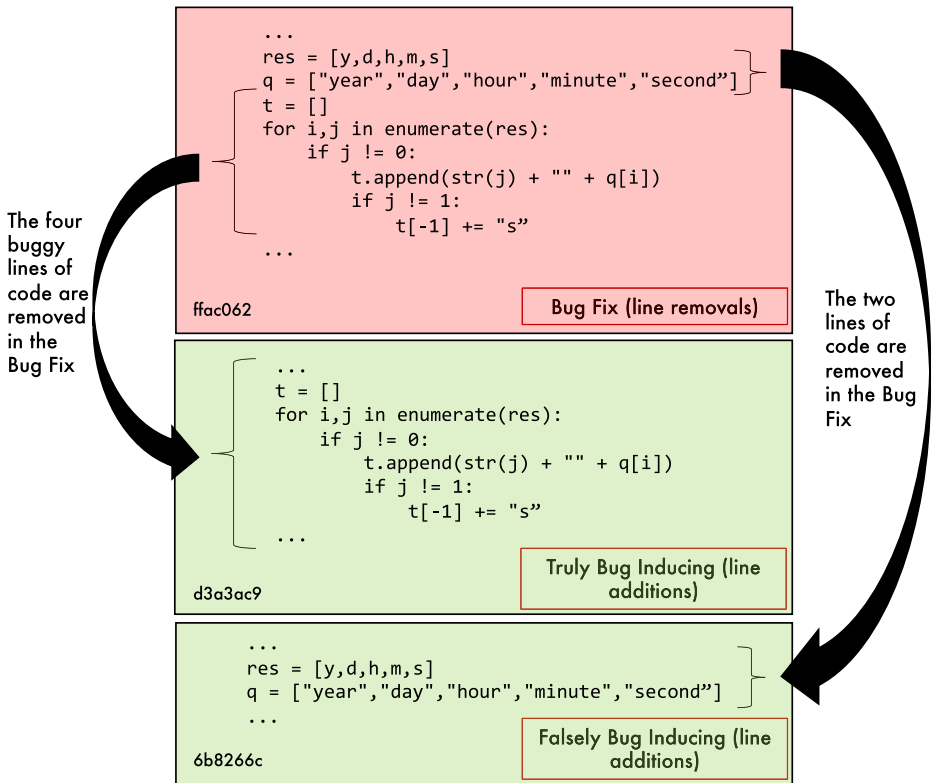 ...
res = [y,d,h,m,s]
q = ["year","day","hour","minute","second”]
t = []
for i,j in enumerate(res):
    if j != 0:
        t.append(str(j) + "" + q[i])
        if j != 1:
            t[-1] += "s”
...
ffac062
Bug Fix (line removals)
The four
buggy
lines of
code are
removed
in the
Bug Fix
The two
lines of
code are
removed
in the Bug
Fix
...
t = []
for i,j in enumerate(res):
    if j != 0:
        t.append(str(j) + "" + q[i])
        if j != 1:
            t[-1] += "s”
...
d3a3ac9
Truly Bug Inducing (line
additions)
...
res = [y,d,h,m,s]
q = ["year","day","hour","minute","second”]
...
6b8266c
Falsely Bug Inducing (line
additions)